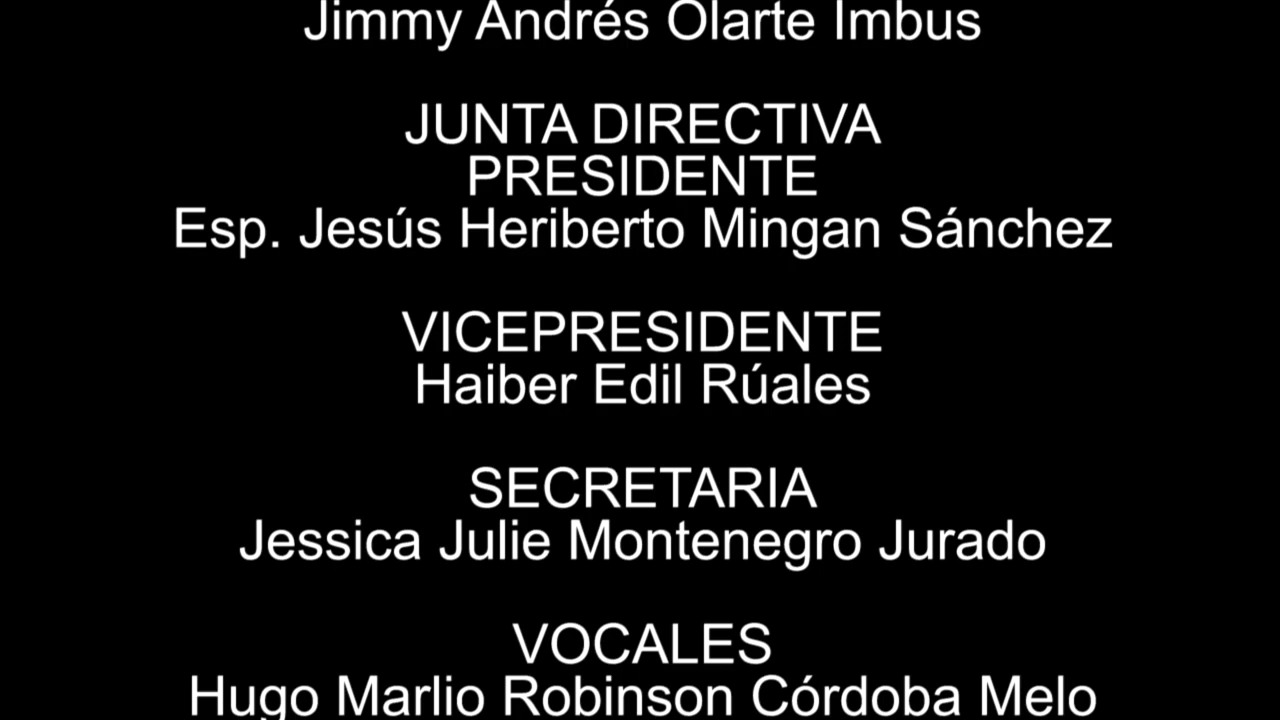 Jimmy Andrés Olarte Imbus
JUNTA DIRECTIVA
PRESIDENTE
Esp. Jesús Heriberto Mingan Sánchez
VICEPRESIDENTE
Haiber Edil Rúales
SECRETARIA
Jessica Julie Montenegro Jurado
VOCALES
Hugo Marlio Robinson Córdoba Melo